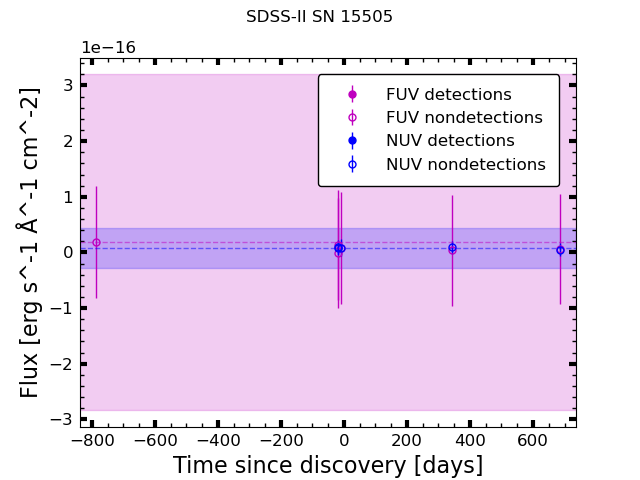 SDSS-II SN 15505
1e−16
FUV detections
FUV nondetections
NUV detections
NUV nondetections
3
2
1
0
−1
−2
−3
−800
−600
−400
−200
0
200
400
600
Flux [erg s^-1 Å^-1 cm^-2]
Time since discovery [days]